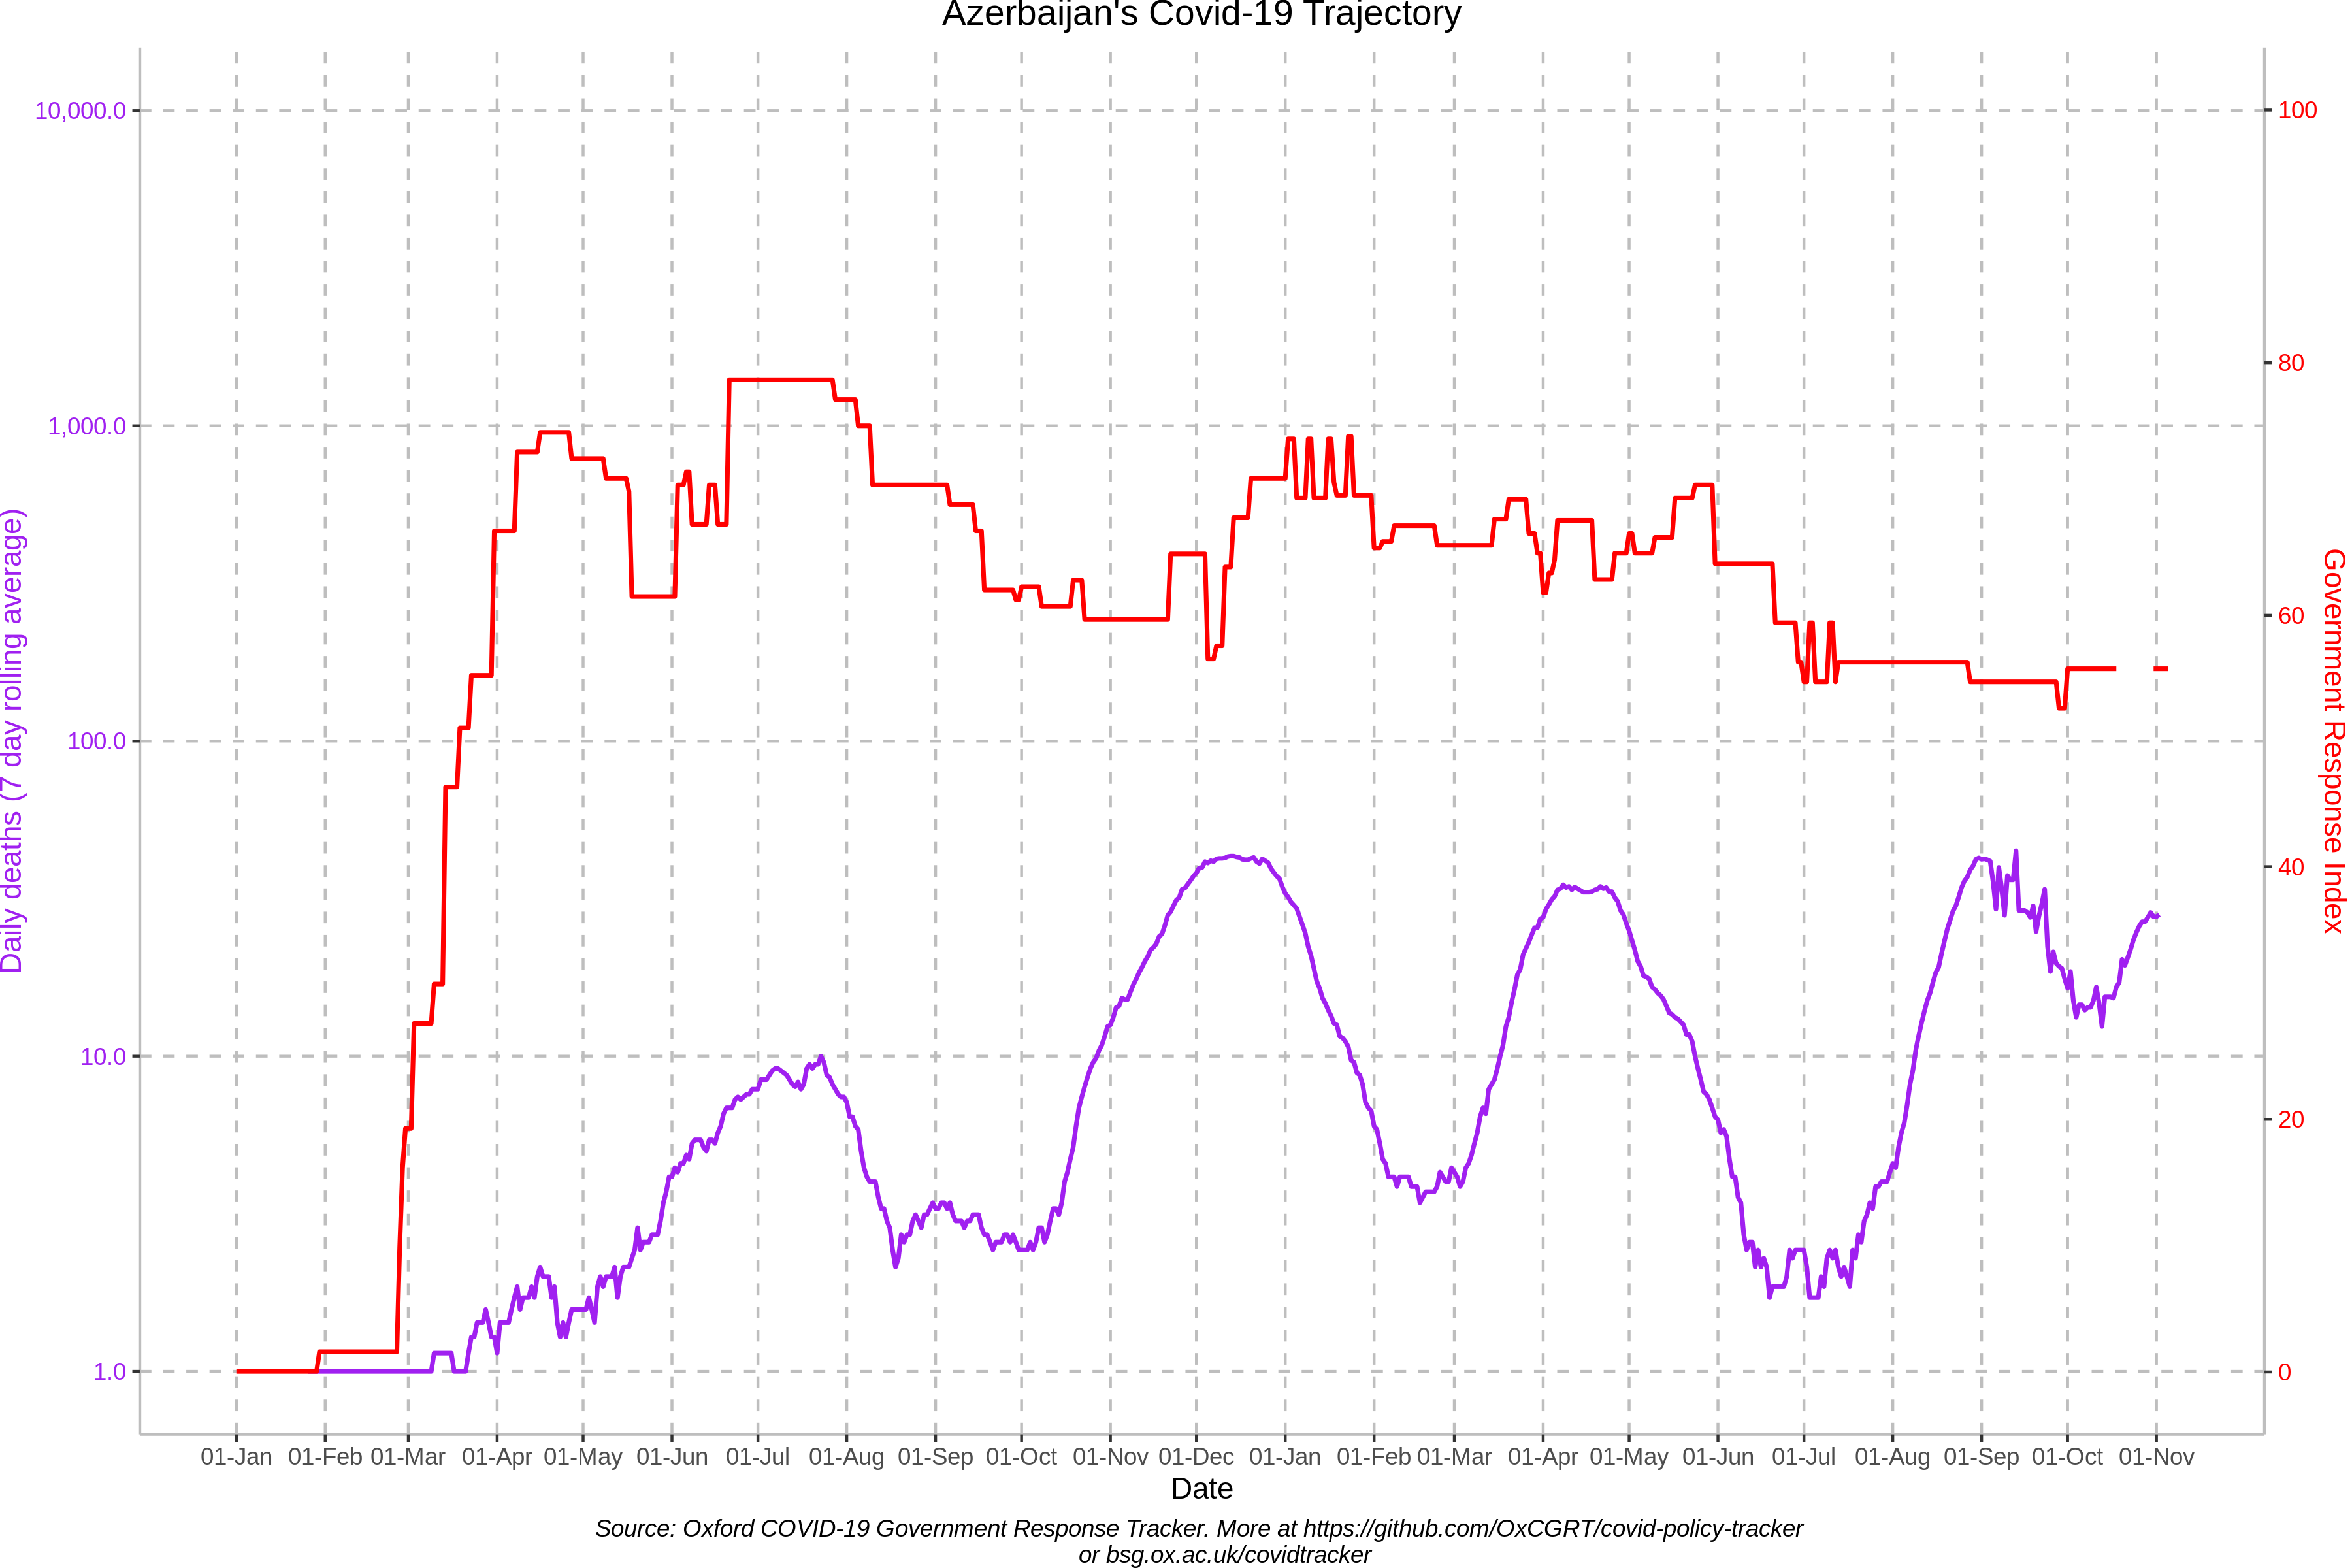 Azerbaijan's Covid-19 Trajectory
10,000.0
1,000.0
100.0
10.0
1.0
Daily deaths (7 day rolling average)
100
80
60
40
20
0
Government Response Index
01-Jan 01-Feb 01-Mar 01-Apr 01-May 01-Jun 01-Jul 01-Aug 01-Sep 01-Oct 01-Nov 01-Dec 01-Jan 01-Feb 01-Mar 01-Apr 01-May 01-Jun 01-Jul 01-Aug 01-Sep 01-Oct 01-Nov
Date
Source: Oxford COVID-19 Government Response Tracker. More at https://github.com/OxCGRT/covid-policy-tracker
or bsg.ox.ac.uk/covidtracker